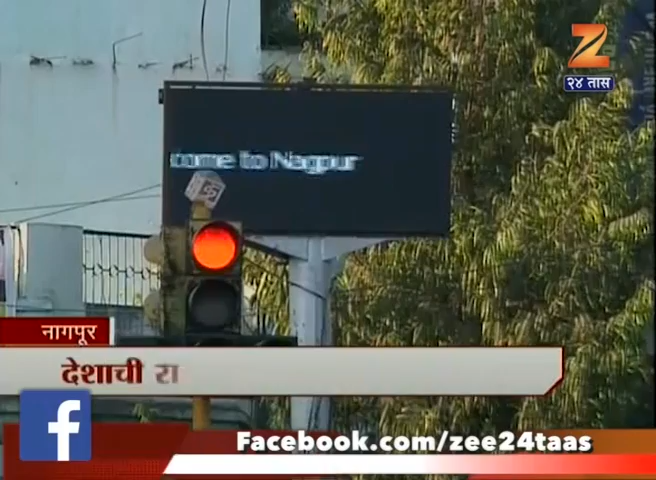 २४ तास
come to Nagpur
नागपूर
देशाची रा
Facebook.com/zee24taas